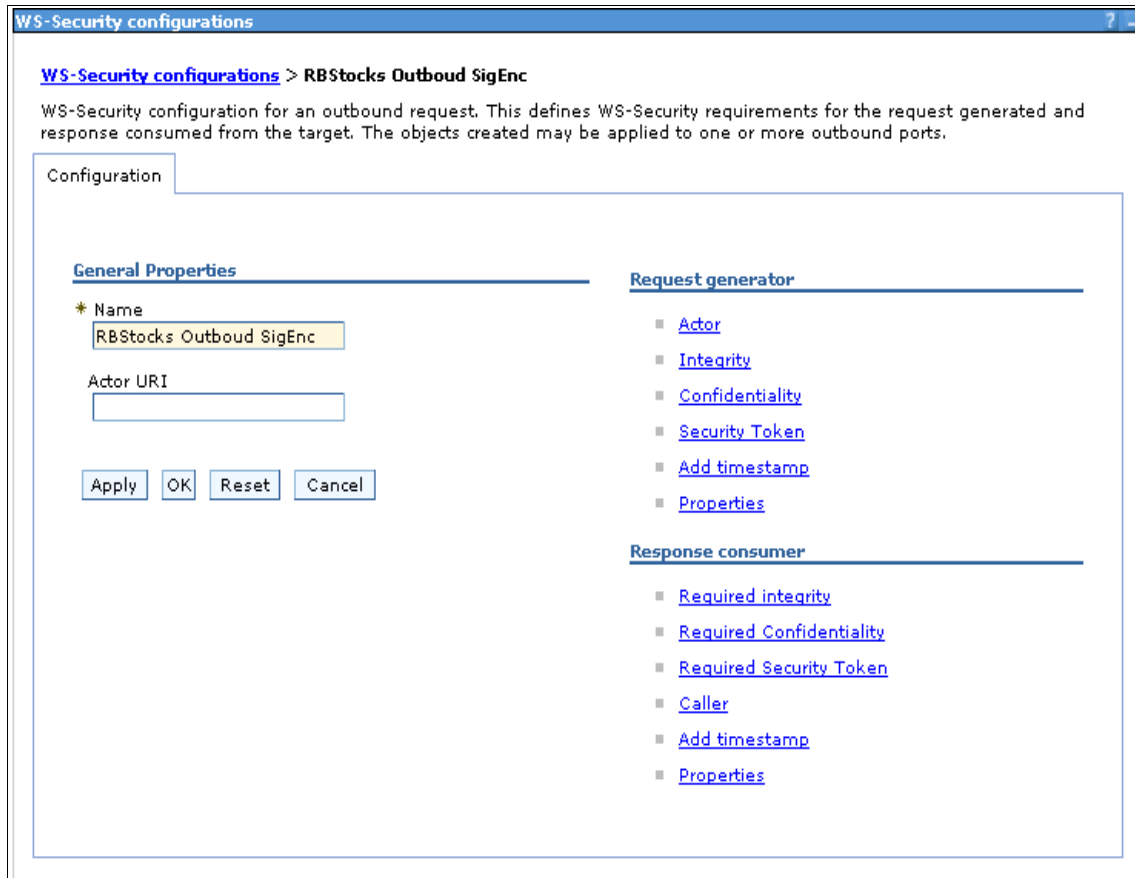 WS-Security configurations
?
WS-Security configurations > RBStocks Outboud SigEnc
WS-Security configuration for an outbound request. This defines WS-Security requirements for the request generated and
response consumed from the target. The objects created may be applied to one or more outbound ports.
Configuration
General Properties
* Name
RBStocks Outboud SigEnc
Actor URI
Apply OK Reset Cancel
Request generator
Actor
Integrity
Confidentiality
Security Token
Add timestamp
Properties
Response consumer
Required integrity
Required Confidentiality
Required Security Token
Caller
Add timestamp
Properties